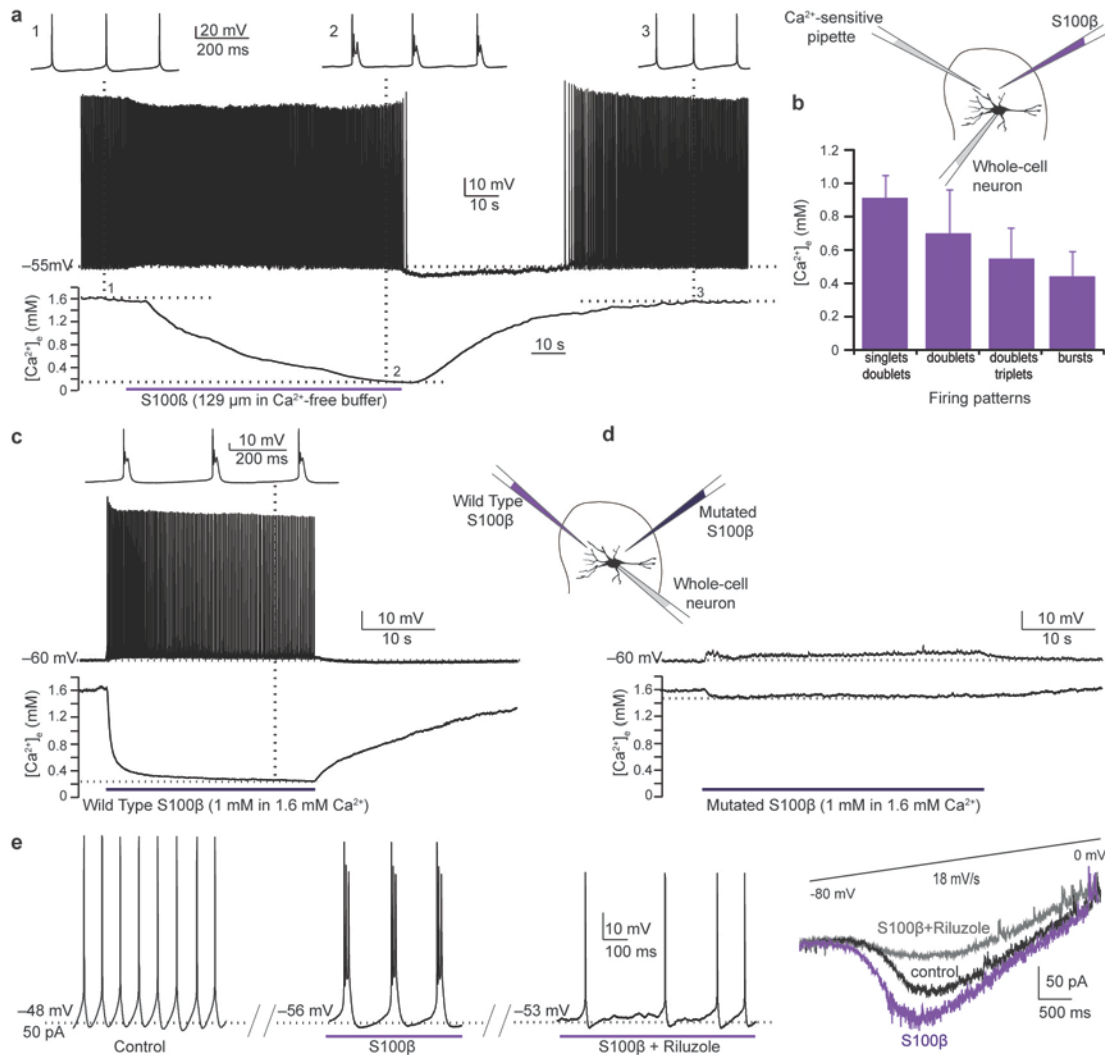 a
1
20 mV
200 ms
2
3
10 mV
10 s
–55mV
1
3
2
1.6
1.2
0.8
0.4
0
[Ca²⁺]e (mM)
10 s
S100ß (129 µm in Ca²⁺-free buffer)
Ca²⁺-sensitive
pipette
S100β
b
Whole-cell
neuron
1.2
1.0
0.8
0.6
0.4
0.2
0
[Ca²⁺]e (mM)
singlets
doublets
doublets
doublets
triplets
bursts
Firing patterns
c
10 mV
200 ms
10 mV
10 s
–60 mV
1.6
1.2
0.8
0.4
0
[Ca²⁺]e (mM)
Wild Type S100β (1 mM in 1.6 mM Ca²⁺)
d
Wild Type
S100β
Mutated
S100β
Whole-cell
neuron
10 mV
10 s
–60 mV
1.6
1.2
0.8
0.4
0
[Ca²⁺]e (mM)
Mutated S100β (1 mM in 1.6 mM Ca²⁺)
e
–48 mV
50 pA
Control
–56 mV
S100β
10 mV
100 ms
–53 mV
S100β + Riluzole
0 mV
-80 mV
18 mV/s
S100β+Riluzole
control
50 pA
500 ms
S100β